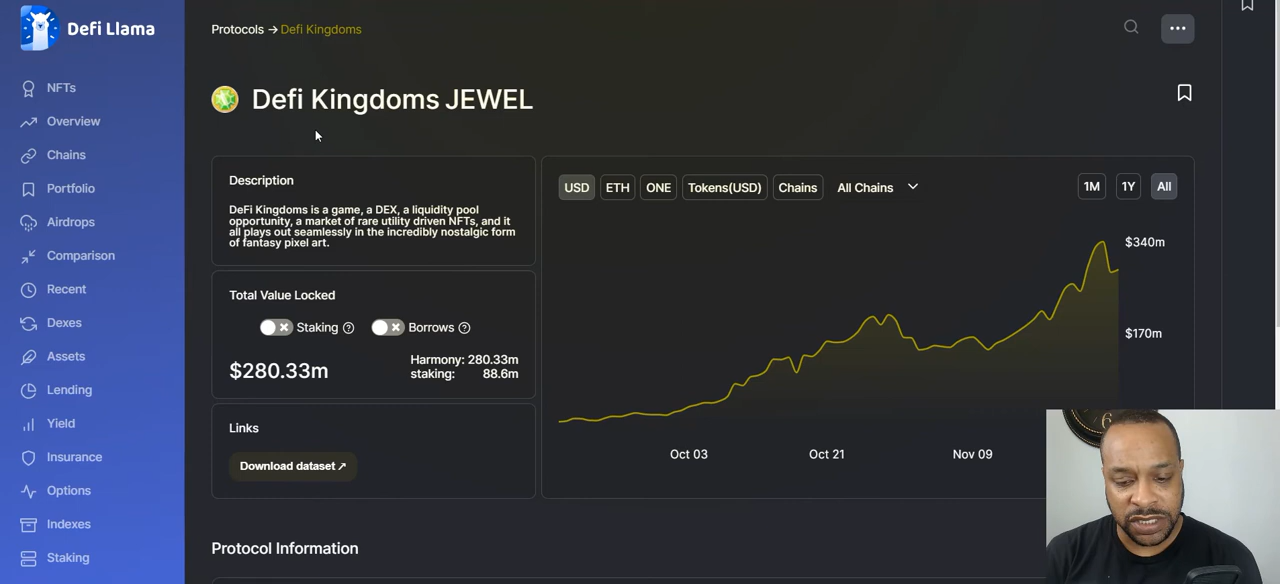 Defi Llama
NFTs
Overview
Chains
Portfolio
Airdrops
Comparison
Recent
Dexes
Assets
Lending
Yield
Insurance
Options
Indexes
Staking
Protocols → Defi Kingdoms
Defi Kingdoms JEWEL
Description
DeFi Kingdoms is a game, a DEX, a liquidity pool
opportunity, a market of rare utility driven NFTs, and it
all plays out seamlessly in the incredibly nostalgic form
of fantasy pixel art.
Total Value Locked
Staking Borrows
$280.33m
Harmony: 280.33m
staking: 88.6m
Links
Download dataset ↗
USD ETH ONE Tokens(USD) Chains All Chains 1M 1Y All
$340m
$170m
Oct 03 Oct 21 Nov 09
Protocol Information
6